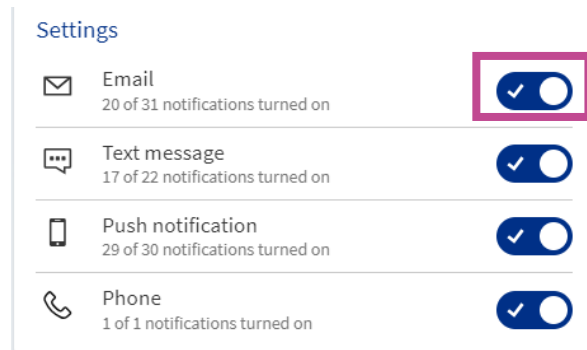 Settings
Email
20 of 31 notifications turned on
Text message
17 of 22 notifications turned on
Push notification
29 of 30 notifications turned on
Phone
1 of 1 notifications turned on